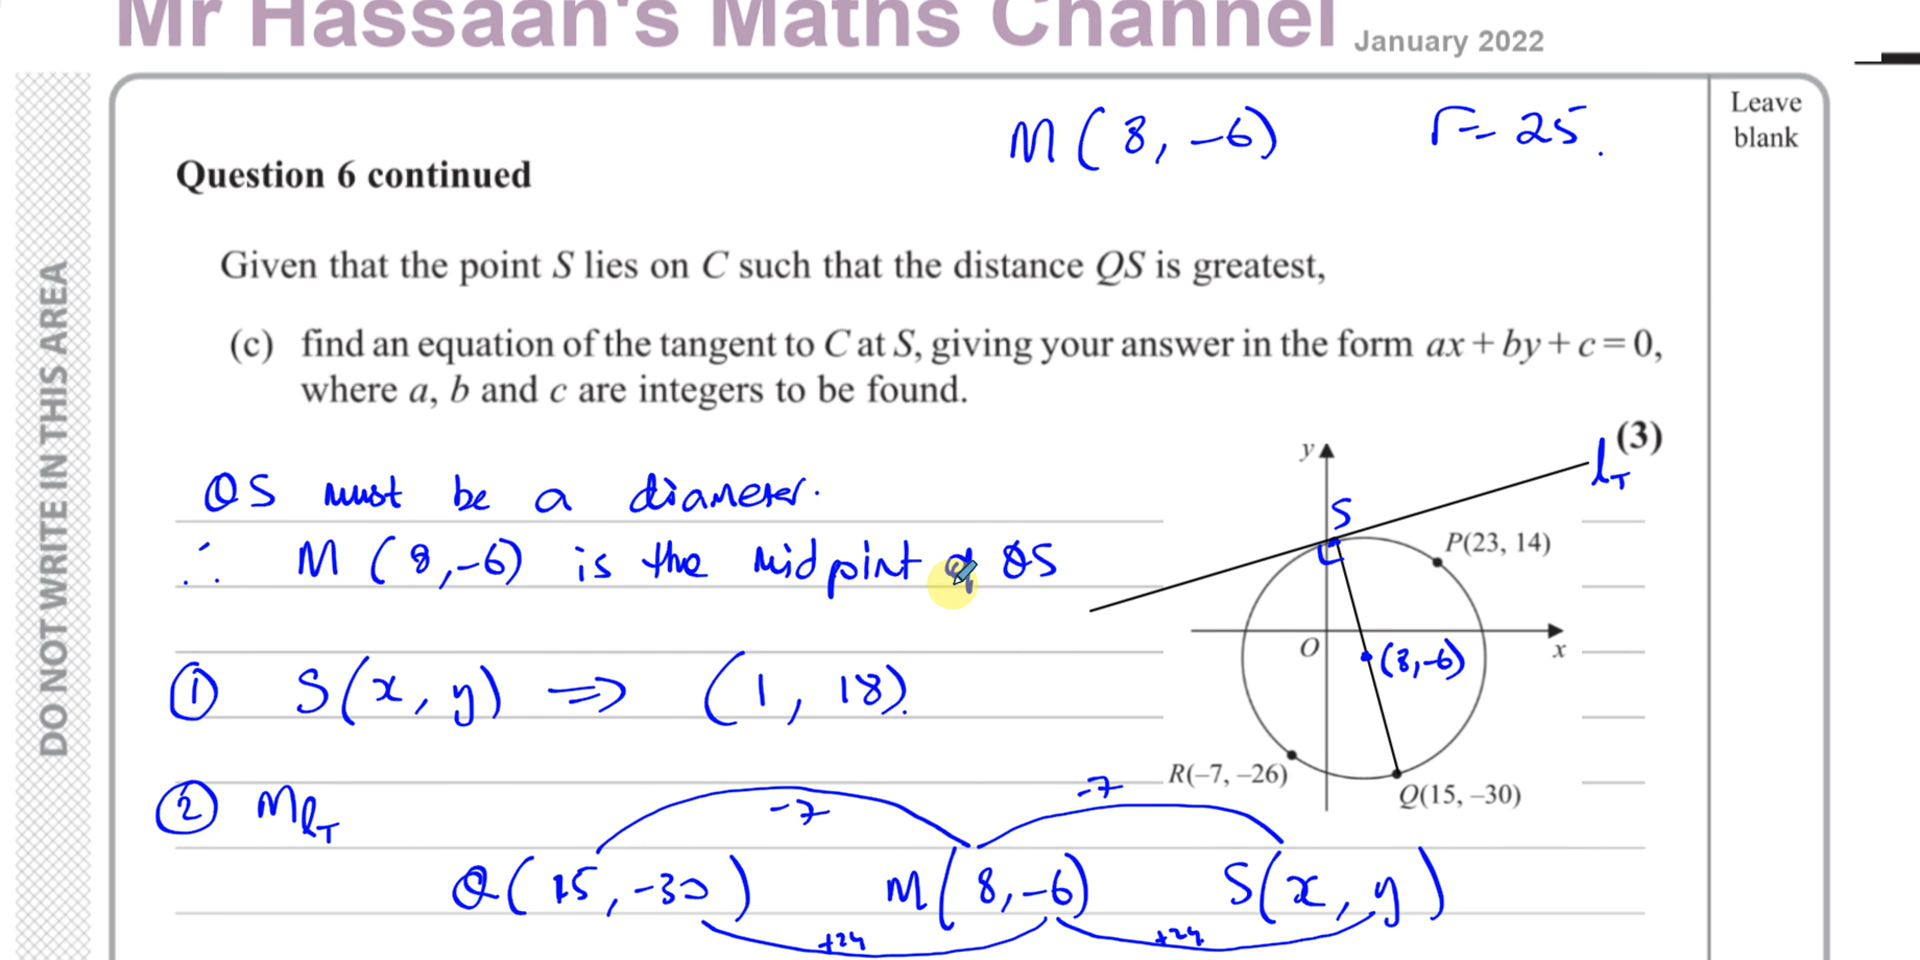 Mr Hassaan's Maths Channel January 2022
Leave
blank
M(8, -6) r = 25.
Question 6 continued
Given that the point S lies on C such that the distance QS is greatest,
(c) find an equation of the tangent to C at S, giving your answer in the form ax + by + c = 0,
where a, b and c are integers to be found.
(3)
QS must be a diameter.
∴ M(8, -6) is the midpoint of QS
① S(x, y) ⇒ (1, 18).
② M lT
y
lT
S
P(23, 14)
O
x
(8, -6)
R(–7, –26)
Q(15, –30)
-7 -7
Q(15, -30) M(8, -6) S(x, y)
+24 +24
DO NOT WRITE IN THIS AREA